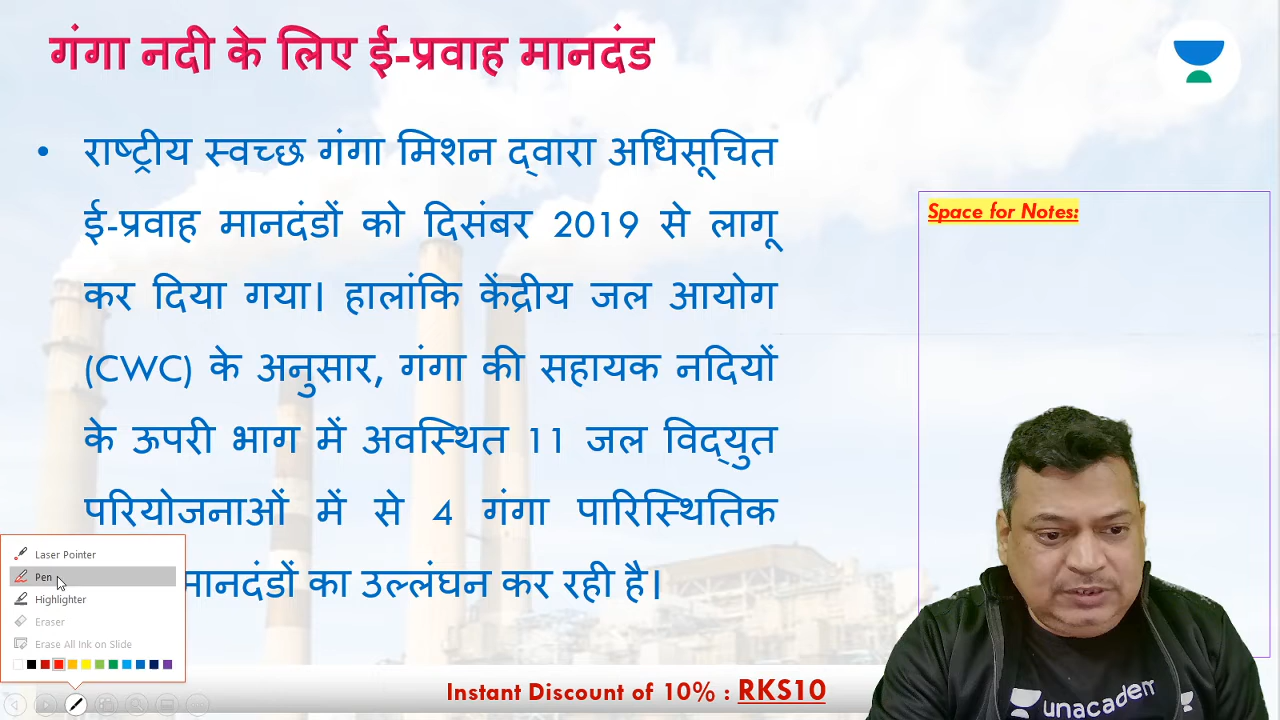 गंगा नदी के लिए ई-प्रवाह मानदंड
• राष्ट्रीय स्वच्छ गंगा मिशन द्वारा अधिसूचित
ई-प्रवाह मानदंडों को दिसंबर 2019 से लागू
कर दिया गया। हालांकि केंद्रीय जल आयोग
(CWC) के अनुसार, गंगा की सहायक नदियों
के ऊपरी भाग में अवस्थित 11 जल विद्युत
परियोजनाओं में से 4 गंगा पारिस्थितिक
मानदंडों का उल्लंघन कर रही है।
Space for Notes:
Laser Pointer
Pen
Highlighter
Eraser
Erase All Ink on Slide
Instant Discount of 10% : RKS10